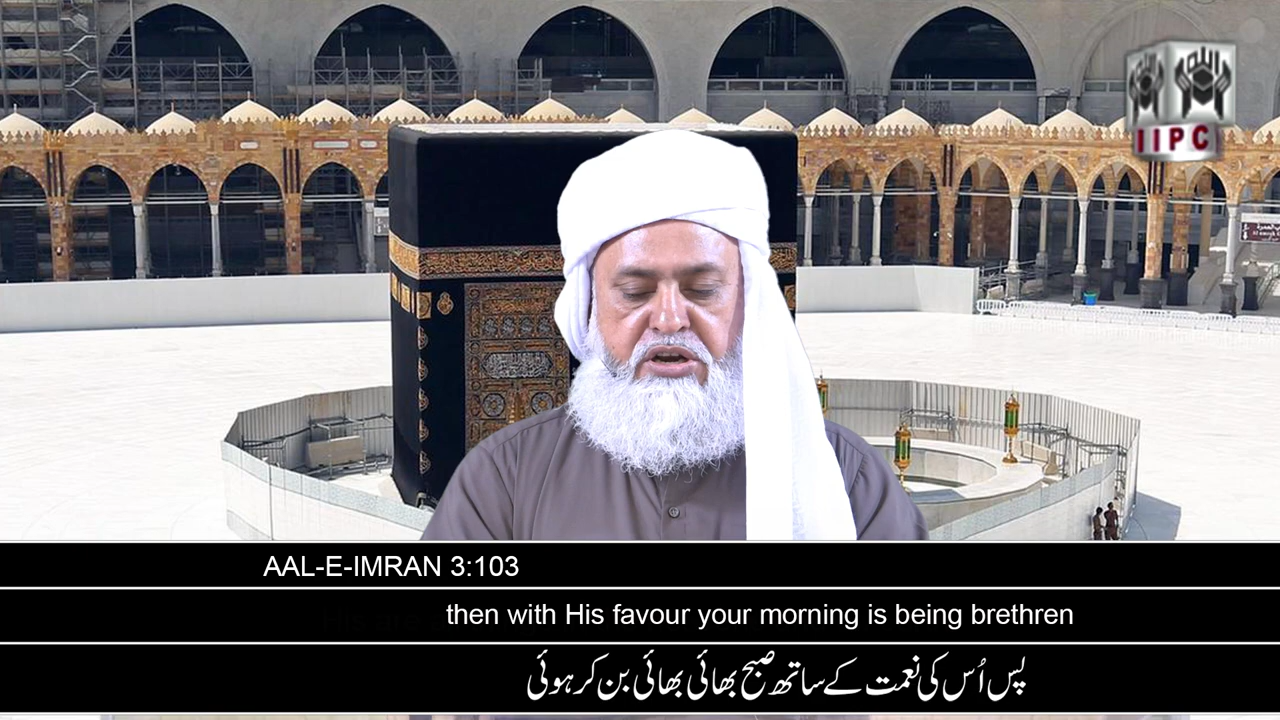 الله
IIPC
AAL-E-IMRAN 3:103
then with His favour your morning is being brethren
پس اُس کی نعمت کے ساتھ صبح بھائی بھائی بن کر ہوئی